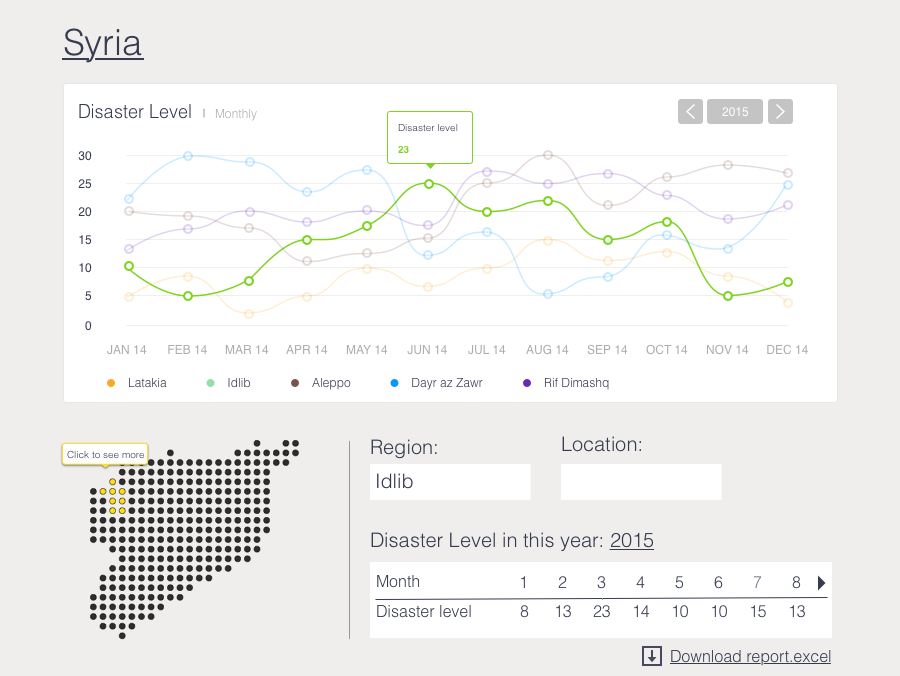 Syria
Disaster Level | Monthly
2015
Disaster level
23
30
25
20
15
10
5
0
JAN 14 FEB 14 MAR 14 APR 14 MAY 14 JUN 14 JUL 14 AUG 14 SEP 14 OCT 14 NOV 14 DEC 14
Latakia Idlib Aleppo Dayr az Zawr Rif Dimashq
Click to see more
Region: Location:
Idlib
Disaster Level in this year: 2015
Month 1 2 3 4 5 6 7 8
Disaster level 8 13 23 14 10 10 15 13
Download report.excel